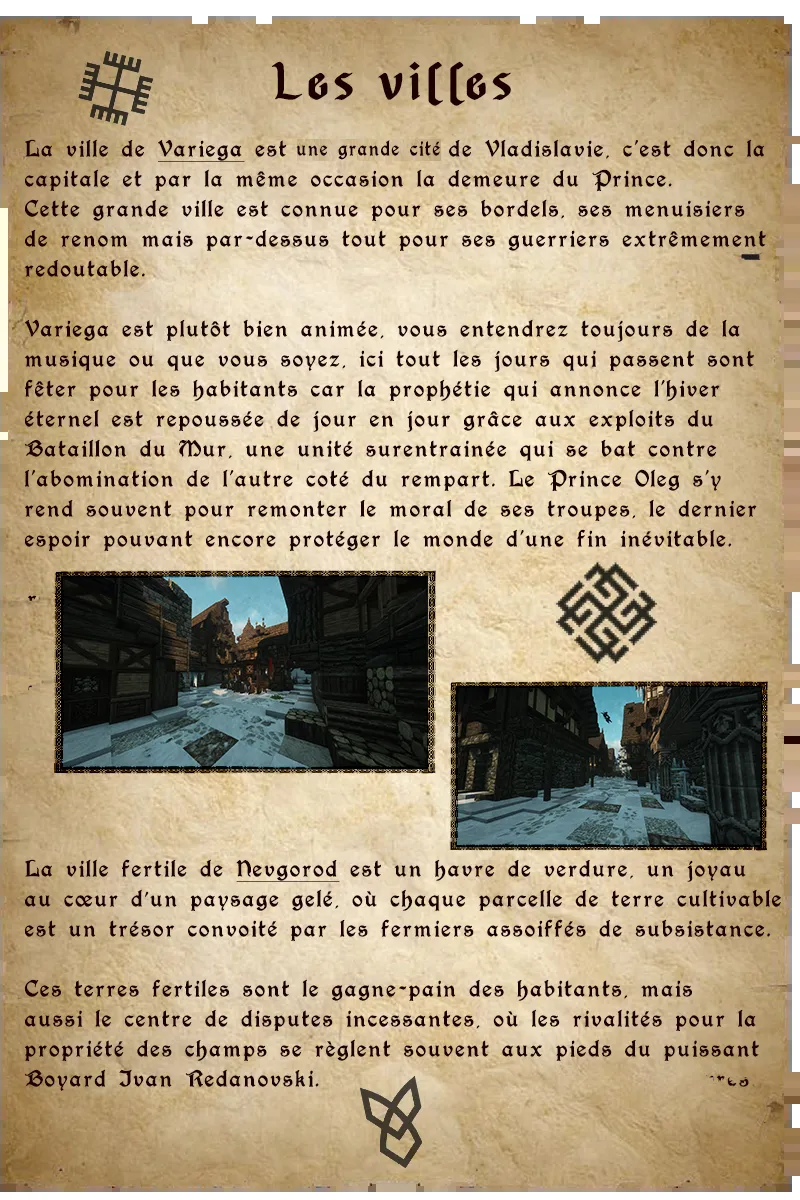 Les villes
La ville de Variega est une grande cité de Vladislavie, c'est donc la
capitale et par la même occasion la demeure du Prince.
Cette grande ville est connue pour ses bordels, ses menuisiers
de renom mais par-dessus tout pour ses guerriers extrêmement
redoutable.
Variega est plutôt bien animée, vous entendrez toujours de la
musique ou que vous soyez, ici tout les jours qui passent sont
fêter pour les habitants car la prophétie qui annonce l'hiver
éternel est repoussée de jour en jour grâce aux exploits du
Bataillon du Mur, une unité surentrainée qui se bat contre
l'abomination de l'autre coté du rempart. Le Prince Oleg s'y
rend souvent pour remonter le moral de ses troupes, le dernier
espoir pouvant encore protéger le monde d'une fin inévitable.
La ville fertile de Nevgorod est un havre de verdure, un joyau
au cœur d'un paysage gelé, où chaque parcelle de terre cultivable
est un trésor convoité par les fermiers assoiffés de subsistance.
Ces terres fertiles sont le gagne-pain des habitants, mais
aussi le centre de disputes incessantes, où les rivalités pour la
propriété des champs se règlent souvent aux pieds du puissant
Boyard Ivan Redanovski.